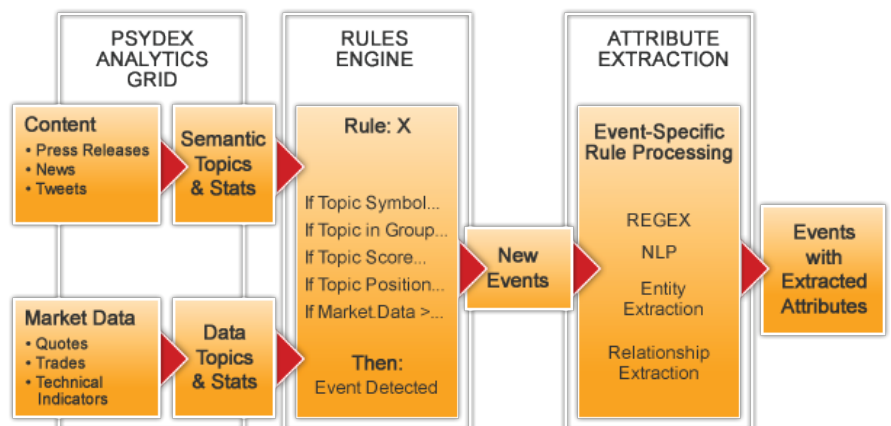 PSYDEX
ANALYTICS
GRID
Content
• Press Releases
• News
• Tweets
Semantic
Topics
& Stats
Market Data
• Quotes
• Trades
• Technical
Indicators
Data
Topics
& Stats
RULES
ENGINE
Rule: X
If Topic Symbol...
If Topic in Group...
If Topic Score...
If Topic Position...
If Market.Data >...
Then:
Event Detected
New
Events
ATTRIBUTE
EXTRACTION
Event-Specific
Rule Processing
REGEX
NLP
Entity
Extraction
Relationship
Extraction
Events
with
Extracted
Attributes